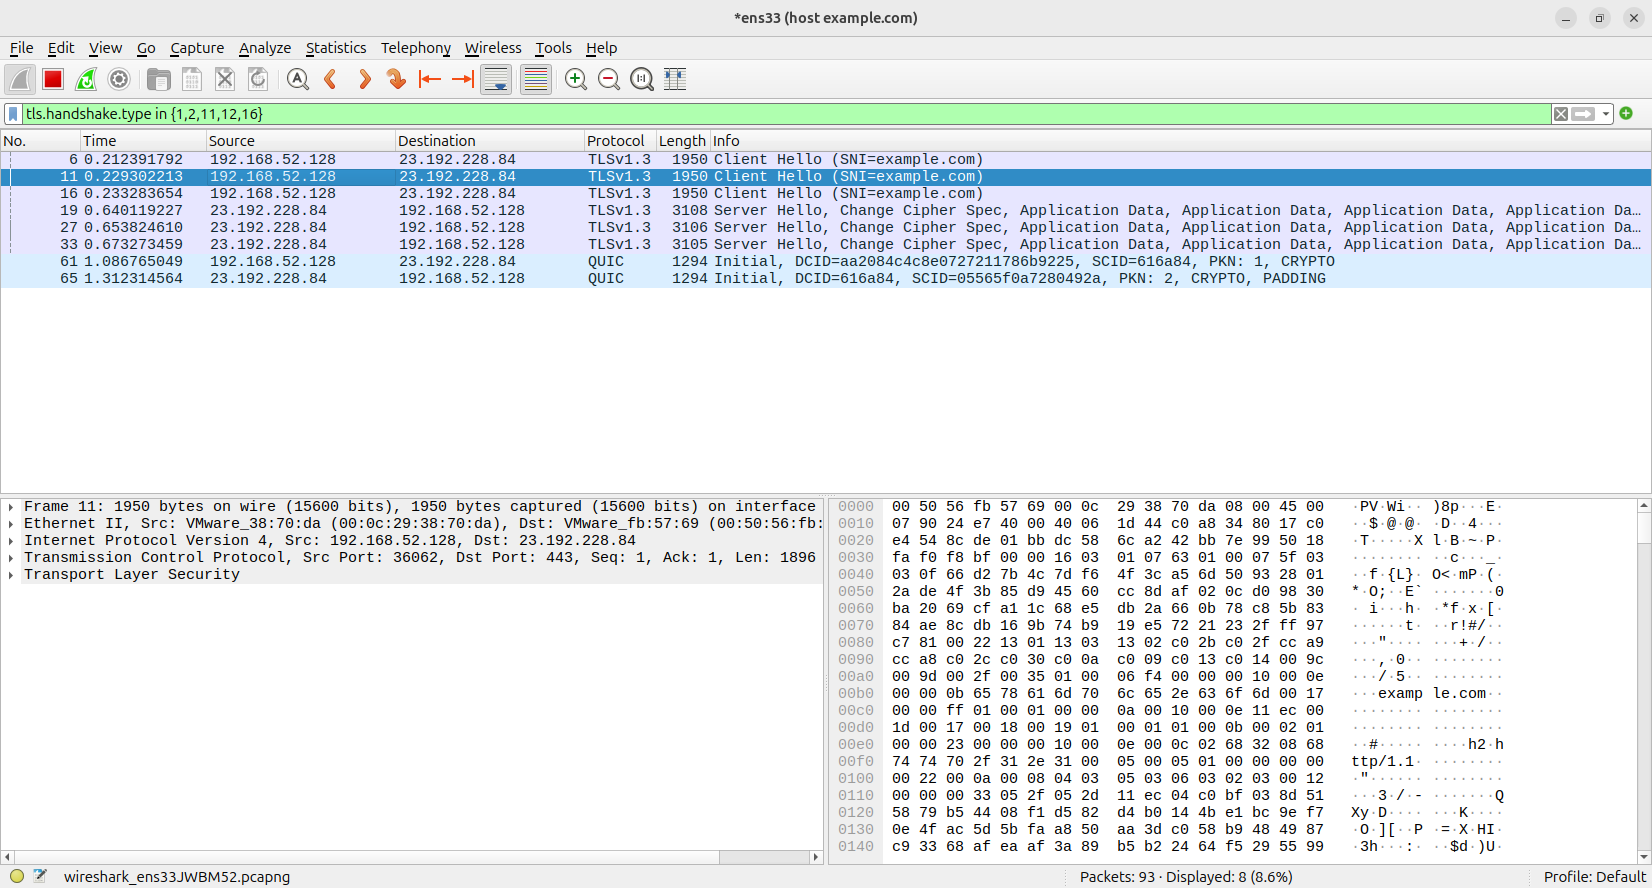 *ens33 (host example.com)
File Edit View Go Capture Analyze Statistics Telephony Wireless Tools Help
tls.handshake.type in {1,2,11,12,16}
No. Time Source Destination Protocol Length Info
6 0.212391792 192.168.52.128 23.192.228.84 TLSv1.3 1950 Client Hello (SNI=example.com)
11 0.229302213 192.168.52.128 23.192.228.84 TLSv1.3 1950 Client Hello (SNI=example.com)
16 0.233283654 192.168.52.128 23.192.228.84 TLSv1.3 1950 Client Hello (SNI=example.com)
19 0.640119227 23.192.228.84 192.168.52.128 TLSv1.3 3108 Server Hello, Change Cipher Spec, Application Data, Application Data, Application Data, Application Da…
27 0.653824610 23.192.228.84 192.168.52.128 TLSv1.3 3106 Server Hello, Change Cipher Spec, Application Data, Application Data, Application Data, Application Da…
33 0.673273459 23.192.228.84 192.168.52.128 TLSv1.3 3105 Server Hello, Change Cipher Spec, Application Data, Application Data, Application Data, Application Da…
61 1.086765049 192.168.52.128 23.192.228.84 QUIC 1294 Initial, DCID=aa2084c4c8e0727211786b9225, SCID=616a84, PKN: 1, CRYPTO
65 1.312314564 23.192.228.84 192.168.52.128 QUIC 1294 Initial, DCID=616a84, SCID=05565f0a7280492a, PKN: 2, CRYPTO, PADDING
Frame 11: 1950 bytes on wire (15600 bits), 1950 bytes captured (15600 bits) on interface
Ethernet II, Src: VMware_38:70:da (00:0c:29:38:70:da), Dst: VMware_fb:57:69 (00:50:56:fb:
Internet Protocol Version 4, Src: 192.168.52.128, Dst: 23.192.228.84
Transmission Control Protocol, Src Port: 36062, Dst Port: 443, Seq: 1, Ack: 1, Len: 1896
Transport Layer Security
0000 00 50 56 fb 57 69 00 0c 29 38 70 da 08 00 45 00 ·PV·Wi·· )8p···E·
0010 07 90 24 e7 40 00 40 06 1d 44 c0 a8 34 80 17 c0 ··$·@·@· ·D··4···
0020 e4 54 8c de 01 bb dc 58 6c a2 42 bb 7e 99 50 18 ·T·····X l·B·~·P·
0030 fa f0 f8 bf 00 00 16 03 01 07 63 01 00 07 5f 03 ········ ··c···_·
0040 03 0f 66 d2 7b 4c 7d f6 4f 3c a5 6d 50 93 28 01 ··f·{L}· O<·mP·(·
0050 2a de 4f 3b 85 d9 45 60 cc 8d af 02 0c d0 98 30 *·O;··E` ·······0
0060 ba 20 69 cf a1 1c 68 e5 db 2a 66 0b 78 c8 5b 83 · i···h· ·*f·x·[·
0070 84 ae 8c db 16 9b 74 b9 19 e5 72 21 23 2f ff 97 ······t· ··r!#/··
0080 c7 81 00 22 13 01 13 03 13 02 c0 2b c0 2f cc a9 ···"···· ···+·/··
0090 cc a8 c0 2c c0 30 c0 0a c0 09 c0 13 c0 14 00 9c ···,·0·· ········
00a0 00 9d 00 2f 00 35 01 00 06 f4 00 00 00 10 00 0e ···/·5·· ········
00b0 00 00 0b 65 78 61 6d 70 6c 65 2e 63 6f 6d 00 17 ···examp le.com··
00c0 00 00 ff 01 00 01 00 00 0a 00 10 00 0e 11 ec 00 ········ ········
00d0 1d 00 17 00 18 00 19 01 00 01 01 00 0b 00 02 01 ········ ········
00e0 00 00 23 00 00 00 10 00 0e 00 0c 02 68 32 08 68 ··#····· ····h2·h
00f0 74 74 70 2f 31 2e 31 00 05 00 05 01 00 00 00 00 ttp/1.1· ········
0100 00 22 00 0a 00 08 04 03 05 03 06 03 02 03 00 12 ·"······ ········
0110 00 00 00 33 05 2f 05 2d 11 ec 04 c0 bf 03 8d 51 ···3·/·- ·······Q
0120 58 79 b5 44 08 f1 d5 82 d4 b0 14 4b e1 bc 9e f7 Xy·D···· ···K····
0130 0e 4f ac 5d 5b fa a8 50 aa 3d c0 58 b9 48 49 87 ·O·][··P ·=·X·HI·
0140 c9 33 68 af ea af 3a 89 b5 b2 24 64 f5 29 55 99 ·3h···:· ··$d·)U·
wireshark_ens33JWBM52.pcapng Packets: 93 · Displayed: 8 (8.6%) Profile: Default